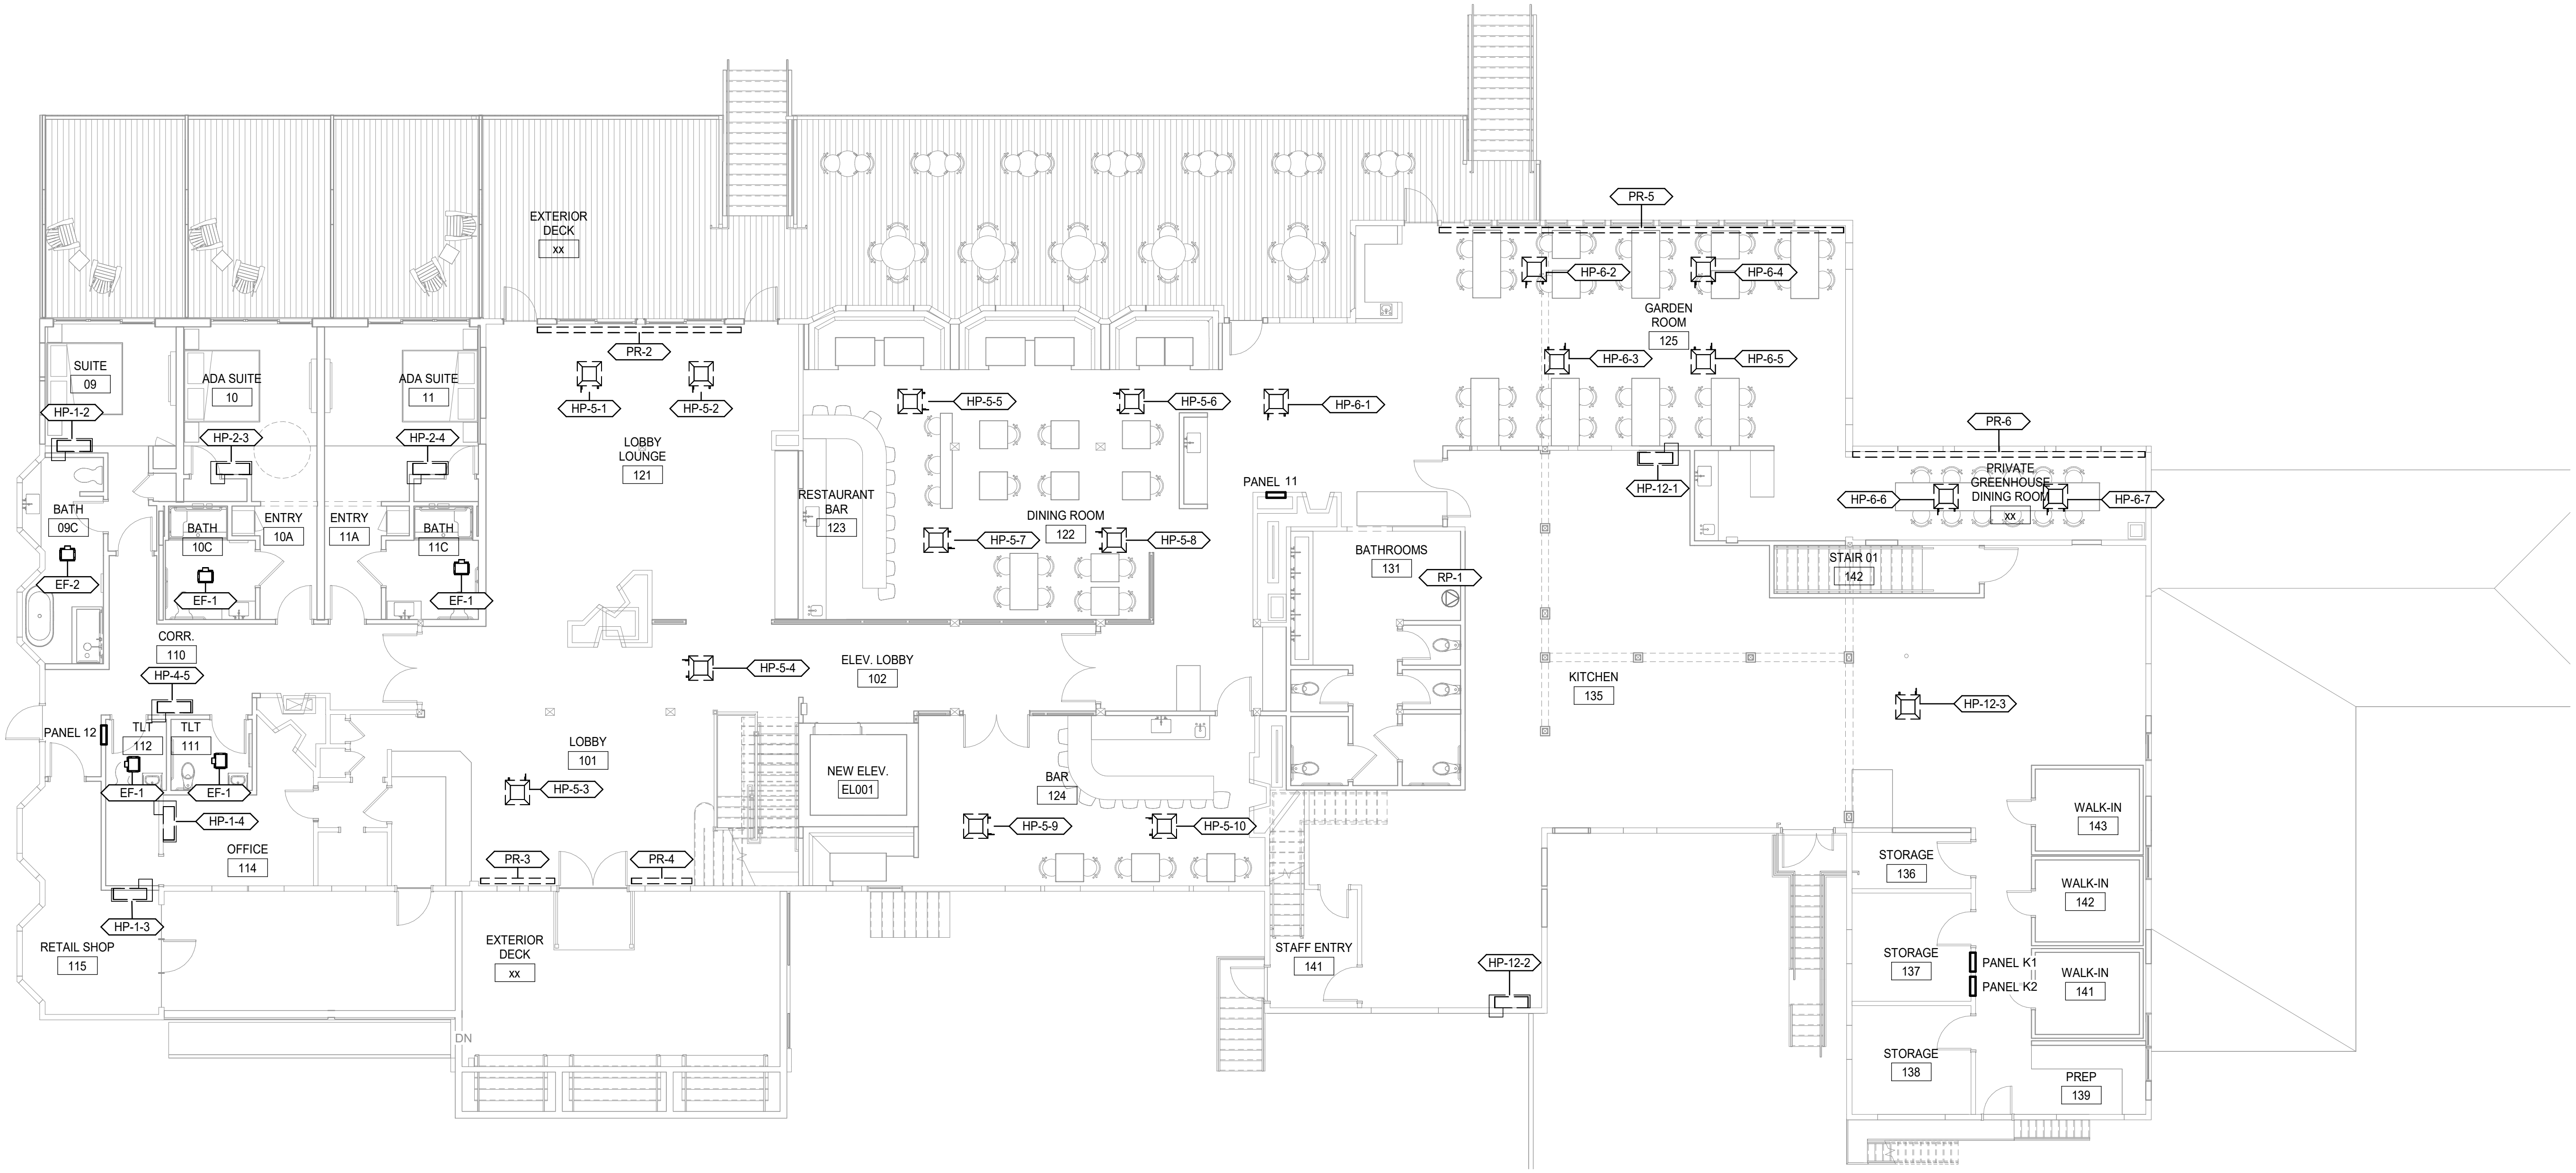 PR-5
EXTERIOR
DECK
xx
HP-6-2
HP-6-4
GARDEN
ROOM
125
PR-2
HP-6-3
HP-6-5
SUITE
09
ADA SUITE
10
ADA SUITE
11
HP-1-2
HP-5-1
HP-5-2
HP-5-5
HP-5-6
HP-6-1
HP-2-3
HP-2-4
LOBBY
LOUNGE
121
PR-6
PRIVATE
GREENHOUSE
DINING ROOM
xx
HP-12-1
HP-6-6
HP-6-7
PANEL 11
RESTAURANT
BAR
123
BATH
09C
BATH
10C
ENTRY
10A
ENTRY
11A
BATH
11C
DINING ROOM
122
HP-5-7
HP-5-8
BATHROOMS
131
STAIR 01
142
EF-2
EF-1
EF-1
RP-1
CORR.
110
HP-4-5
HP-5-4
ELEV. LOBBY
102
KITCHEN
135
HP-12-3
PANEL 12
TLT
112
TLT
111
LOBBY
101
NEW ELEV.
EL001
BAR
124
EF-1
EF-1
HP-5-3
HP-1-4
HP-5-9
HP-5-10
WALK-IN
143
OFFICE
114
PR-3
PR-4
STORAGE
136
WALK-IN
142
HP-1-3
RETAIL SHOP
115
EXTERIOR
DECK
xx
STAFF ENTRY
141
HP-12-2
STORAGE
137
PANEL K1
PANEL K2
WALK-IN
141
DN
STORAGE
138
PREP
139